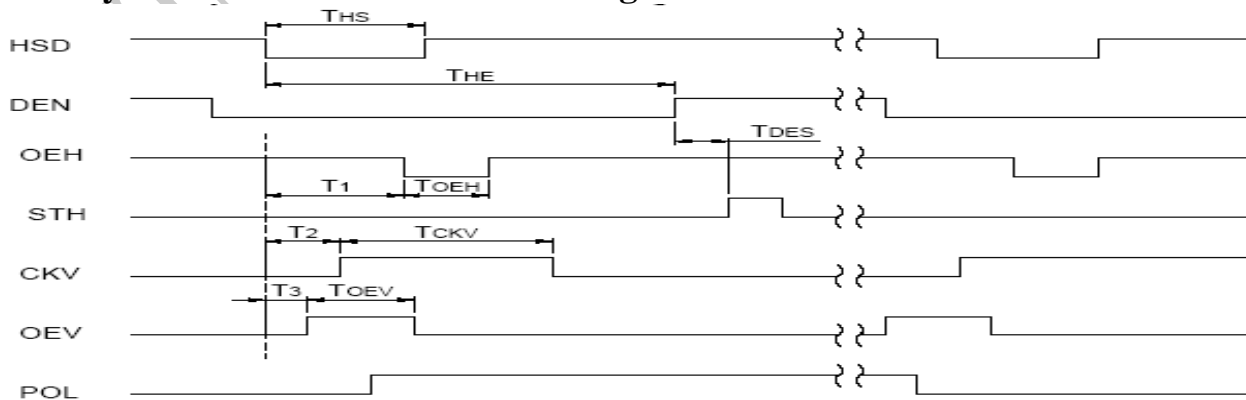 THS
HSD
THE
DEN
TDES
OEH
T1 TOEH
STH
T2 TCKV
CKV
T3 TOEV
OEV
POL